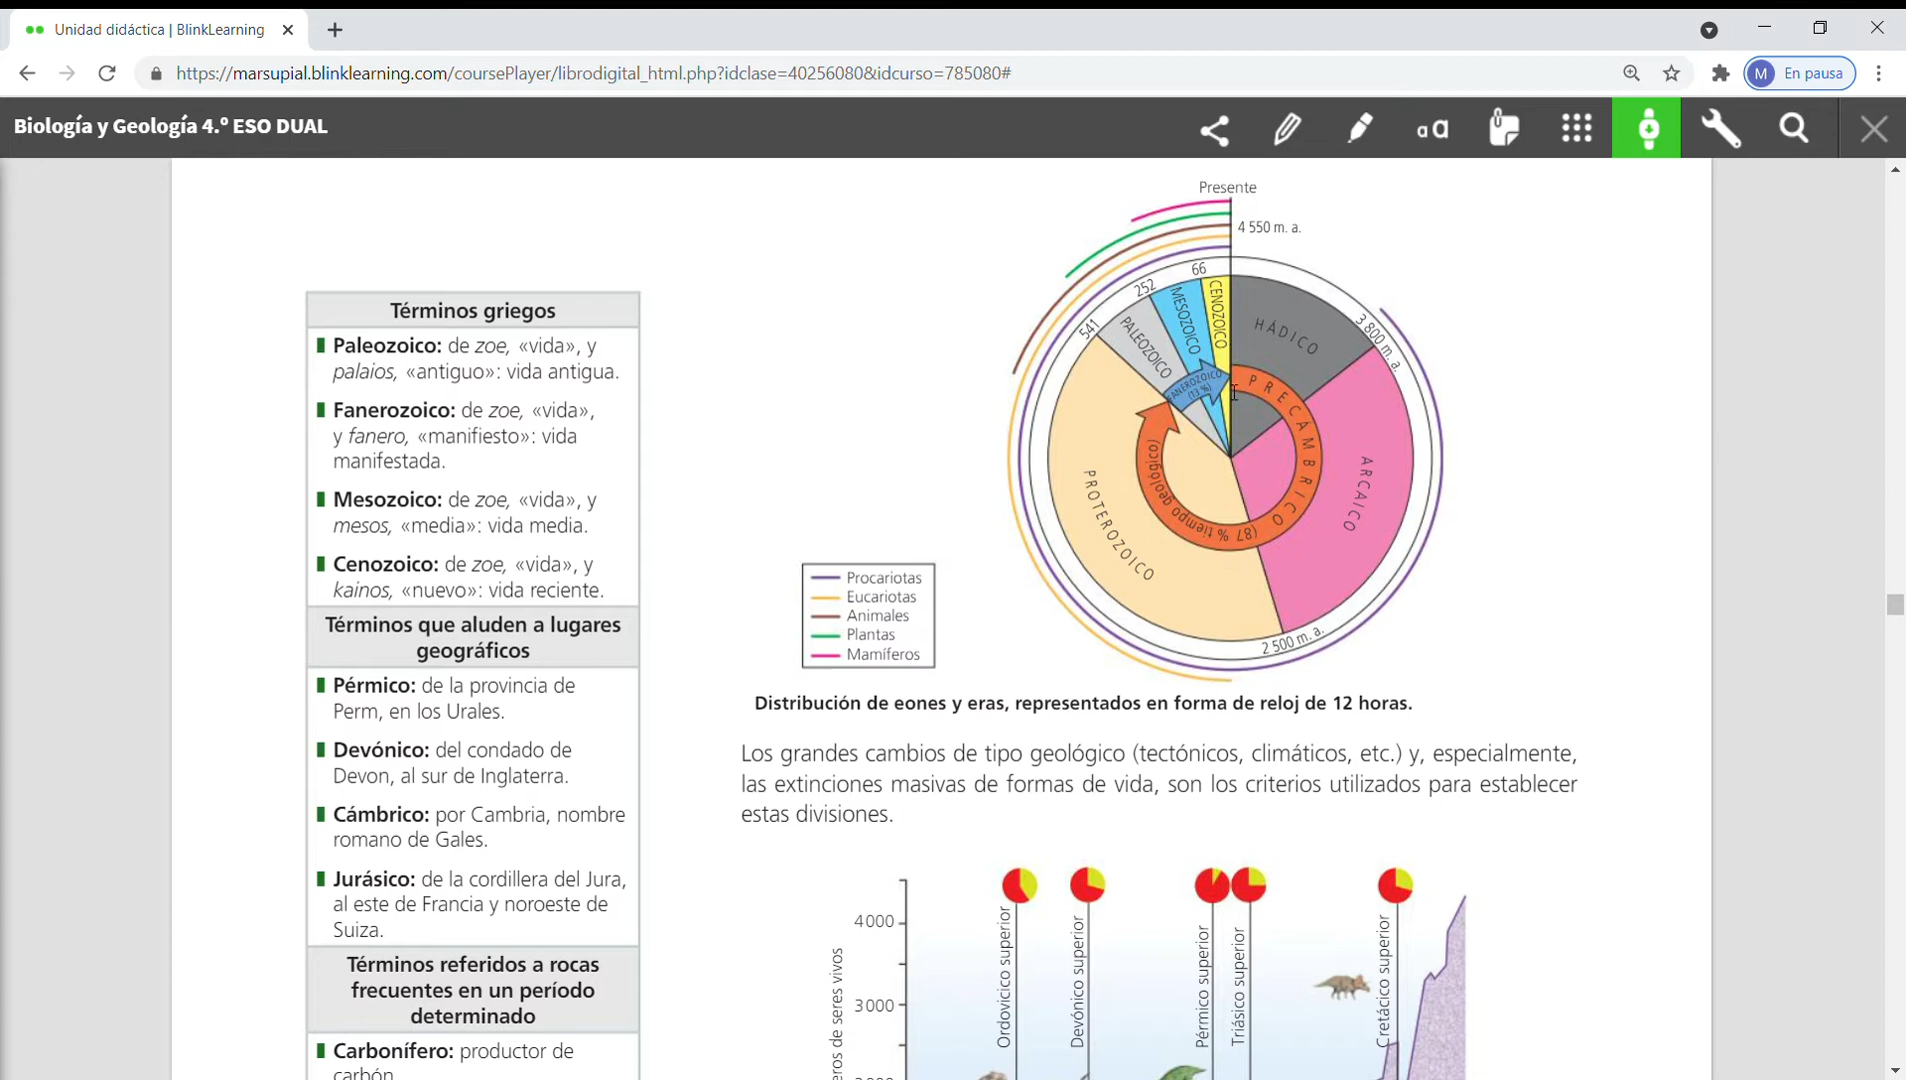 Unidad didáctica | BlinkLearning
https://marsupial.blinklearning.com/coursePlayer/librodigital_html.php?idclase=40256080&idcurso=785080#
M En pausa
Biología y Geología 4.º ESO DUAL
aa
Términos griegos
Paleozoico: de zoe, «vida», y
palaios, «antiguo»: vida antigua.
Fanerozoico: de zoe, «vida»,
y fanero, «manifiesto»: vida
manifestada.
Mesozoico: de zoe, «vida», y
mesos, «media»: vida media.
Cenozoico: de zoe, «vida», y
kainos, «nuevo»: vida reciente.
Términos que aluden a lugares
geográficos
Pérmico: de la provincia de
Perm, en los Urales.
Devónico: del condado de
Devon, al sur de Inglaterra.
Cámbrico: por Cambria, nombre
romano de Gales.
Jurásico: de la cordillera del Jura,
al este de Francia y noroeste de
Suiza.
Términos referidos a rocas
frecuentes en un período
determinado
Carbonífero: productor de
carbón
Presente
4 550 m. a.
66
252
541
3 800 m. a.
2 500 m. a.
CENOZOICO
MESOZOICO
PALEOZOICO
HÁDICO
ARCAICO
PROTEROZOICO
FANEROZOICO
(13 %)
PRECÁMBRICO
(87 % tiempo geológico)
Procariotas
Eucariotas
Animales
Plantas
Mamíferos
Distribución de eones y eras, representados en forma de reloj de 12 horas.
Los grandes cambios de tipo geológico (tectónicos, climáticos, etc.) y, especialmente,
las extinciones masivas de formas de vida, son los criterios utilizados para establecer
estas divisiones.
4000
3000
eros de seres vivos
Ordovicico superior
Devónico superior
Pérmico superior
Triásico superior
Cretácico superior